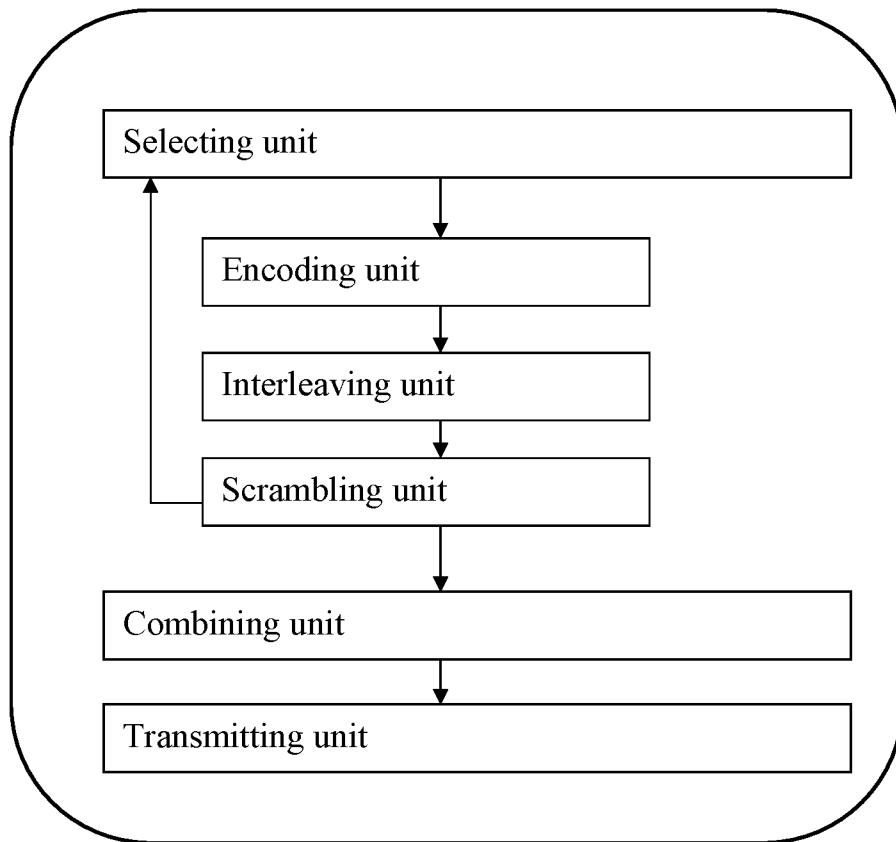 Selecting unit
Encoding unit
Interleaving unit
Scrambling unit
Combining unit
Transmitting unit